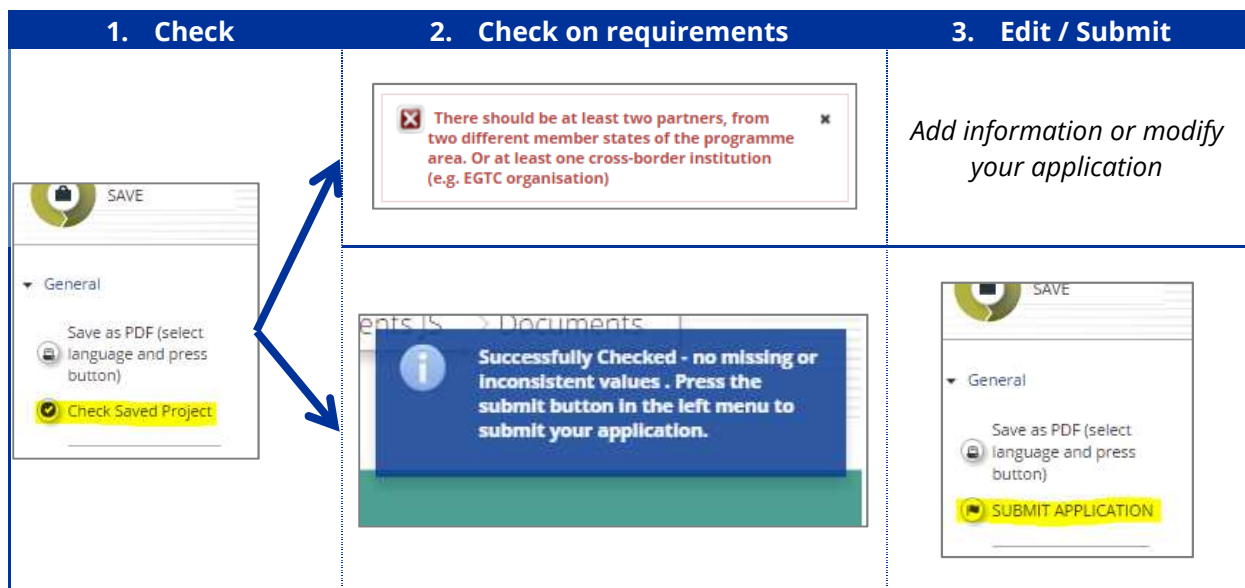 1. Check
2. Check on requirements
3. Edit / Submit
SAVE
General
Save as PDF (select
language and press
button)
Check Saved Project
There should be at least two partners, from
two different member states of the programme
area. Or at least one cross-border institution
(e.g. EGTC organisation)
Add information or modify
your application
ents JS > Documents
Successfully Checked - no missing or
inconsistent values . Press the
submit button in the left menu to
submit your application.
SAVE
General
Save as PDF (select
language and press
button)
SUBMIT APPLICATION